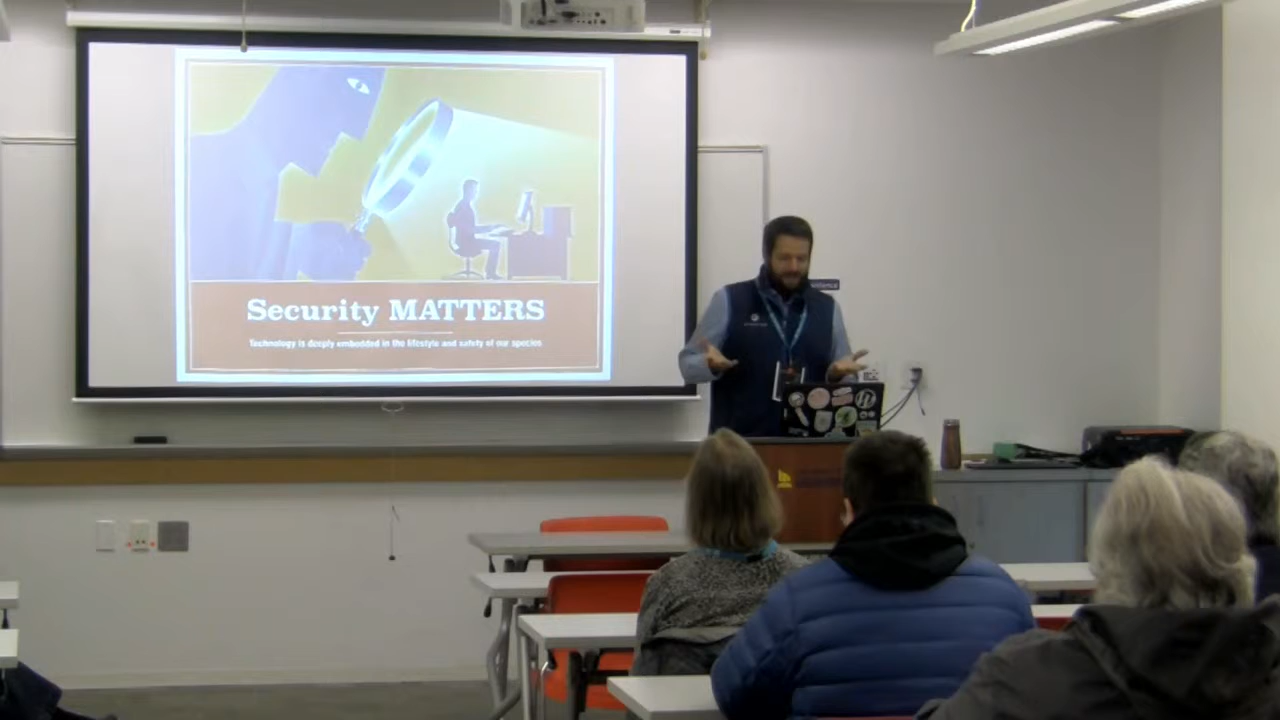 Security MATTERS
Technology is deeply embedded in the lifestyle and safety of our species